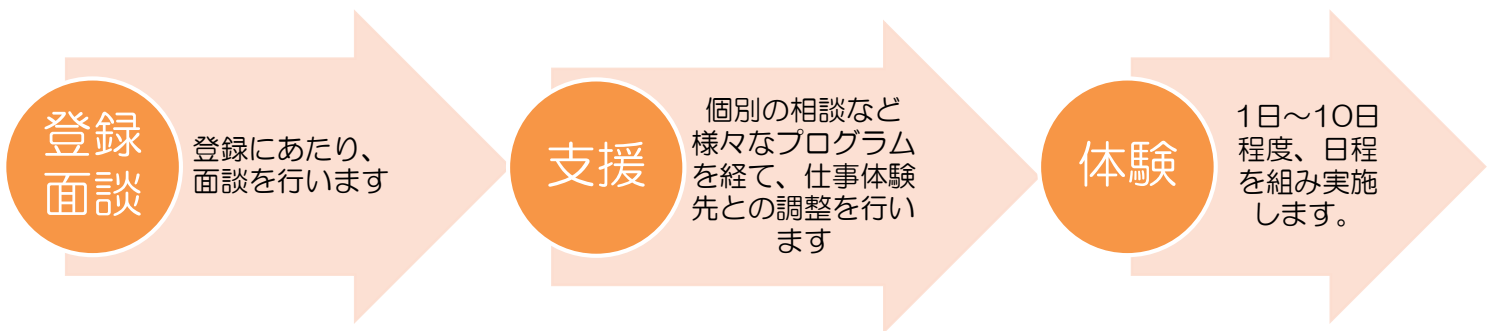 登録
面談
登録にあたり、
面談を行います
支援
個別の相談など
様々なプログラム
を経て、仕事体験
先との調整を行い
ます
体験
1日～10日
程度、日程
を組み実施
します。